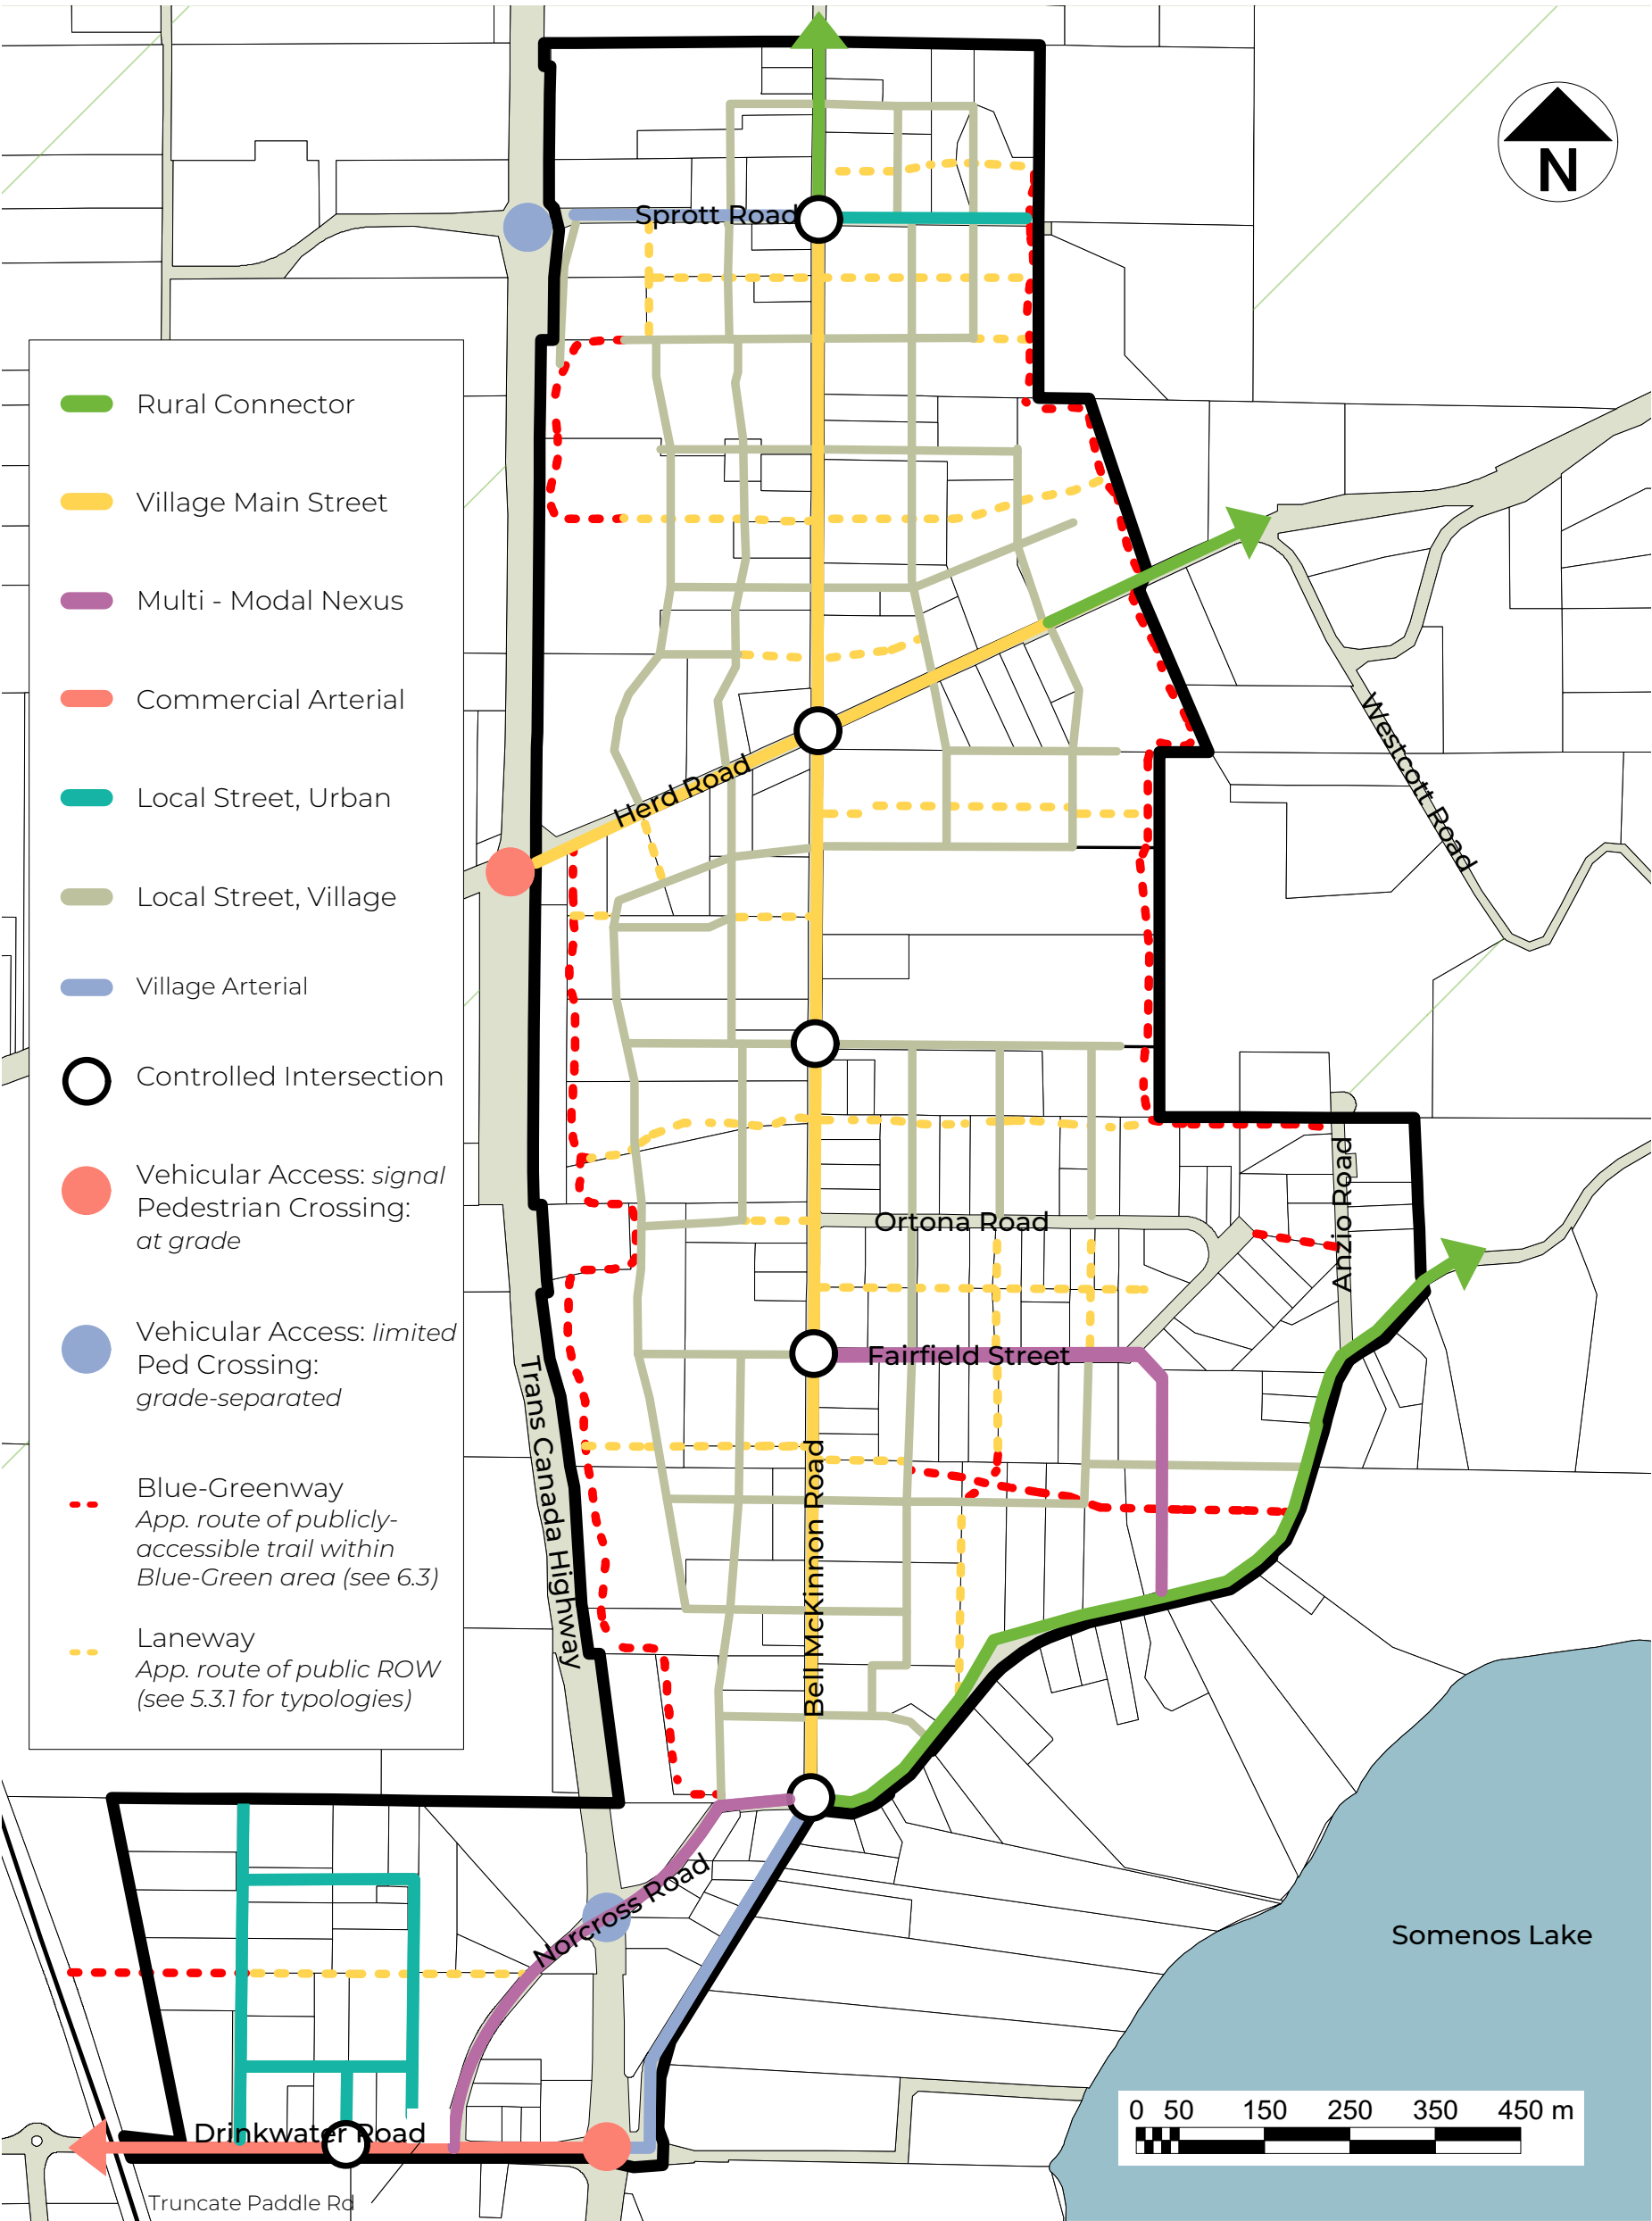 N
Sprott Road
Rural Connector
Village Main Street
Multi - Modal Nexus
Commercial Arterial
Local Street, Urban
Local Street, Village
Village Arterial
Controlled Intersection
Vehicular Access: signal
Pedestrian Crossing:
at grade
Vehicular Access: limited
Ped Crossing:
grade-separated
Blue-Greenway
App. route of publicly-
accessible trail within
Blue-Green area (see 6.3)
Laneway
App. route of public ROW
(see 5.3.1 for typologies)
Herd Road
Westcott Road
Ortona Road
Anzio Road
Fairfield Street
Trans Canada Highway
Bell McKinnon Road
Norcross Road
Somenos Lake
Drinkwater Road
Truncate Paddle Rd
0 50 150 250 350 450 m